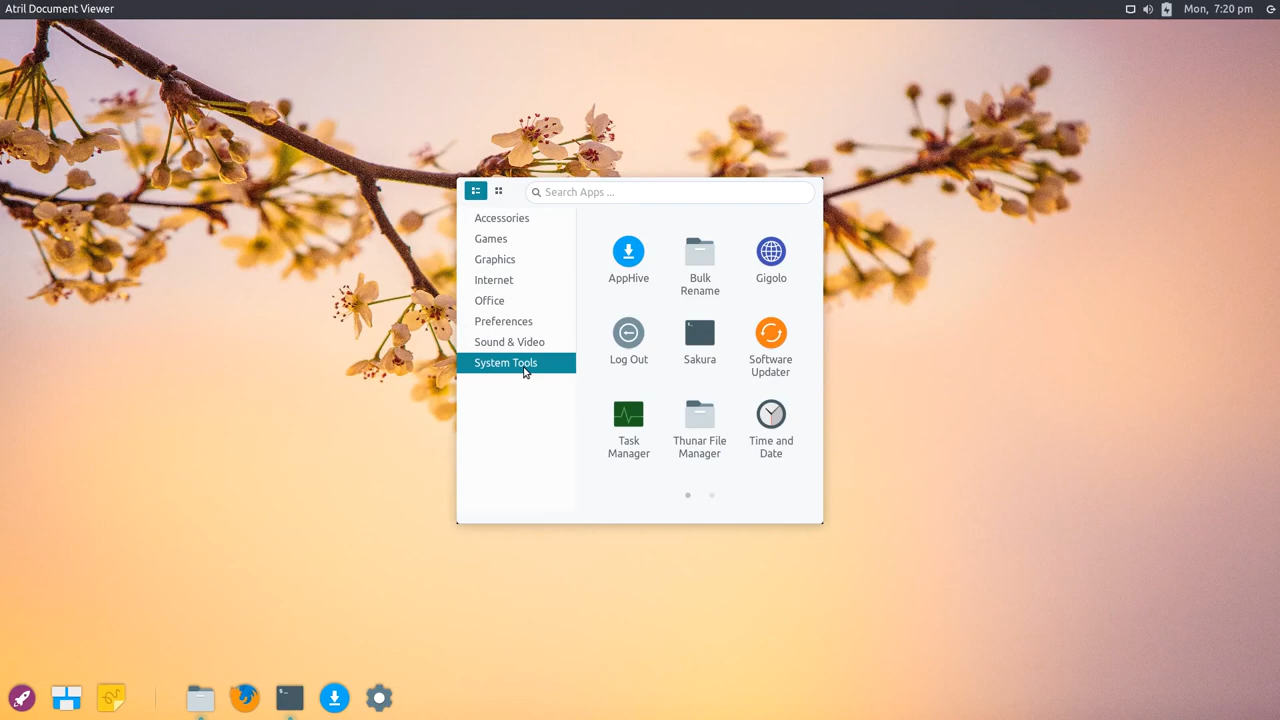 Atril Document Viewer
Mon, 7:20 pm
Search Apps ...
Accessories
Games
Graphics
Internet
Office
Preferences
Sound & Video
System Tools
AppHive
Bulk
Rename
Gigolo
Log Out
Sakura
Software
Updater
Task
Manager
Thunar File
Manager
Time and
Date